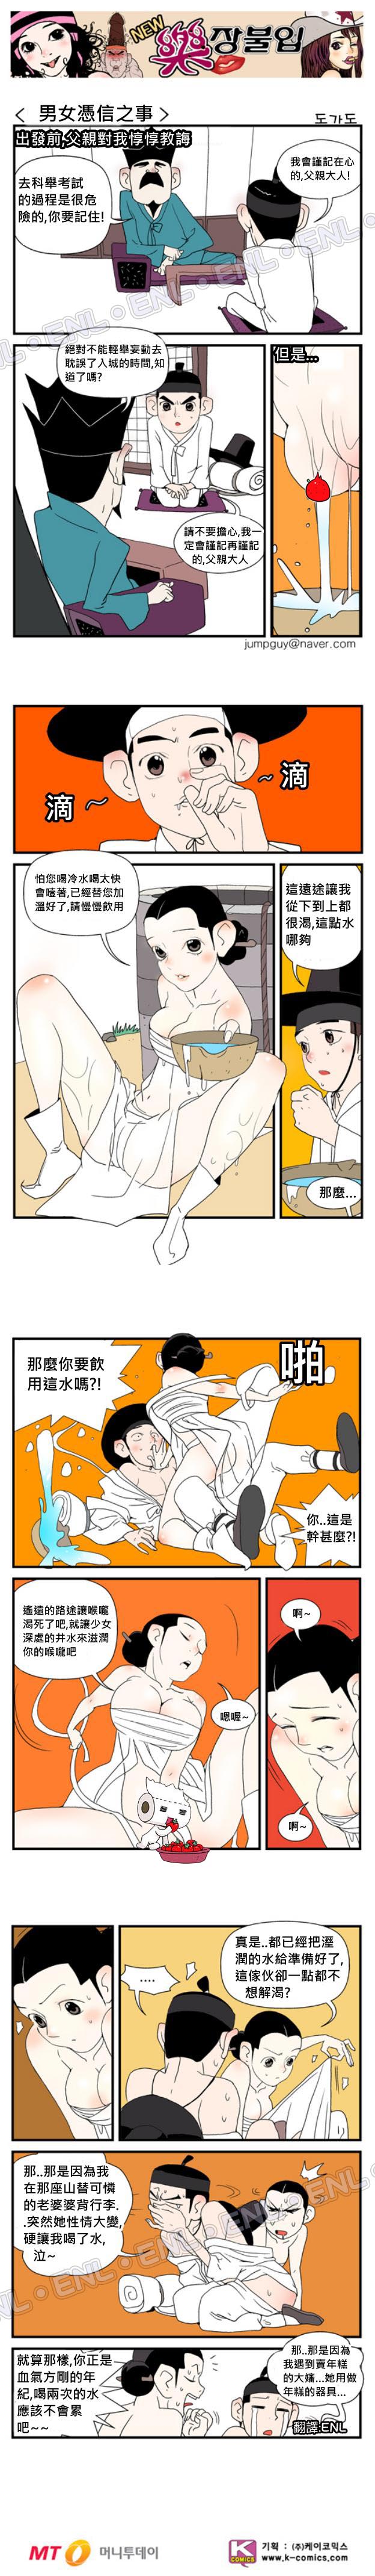 NEW 樂 장불입
< 男女憑信之事 >
도가도
出發前,父親對我惇惇教誨
去科舉考試
的過程是很危
險的,你要記住!
我會謹記在心
的,父親大人!
絕對不能輕舉妄動去
耽誤了入城的時間,知
道了嗎?
請不要擔心,我一
定會謹記再謹記
的,父親大人
但是...
jumpguy@naver.com
滴~
~滴
怕您喝冷水喝太快
會噎著,已經替您加
溫好了,請慢慢飲用
這遠途讓我
從下到上都
很渴,這點水
哪夠
那麼...
那麼你要飲
用這水嗎?!
啪
你..這是
幹甚麼?!
遙遠的路途讓喉嚨
渴死了吧,就讓少女
深處的井水來滋潤
你的喉嚨吧
嗯喔~
啊~
啊~
....
真是..都已經把溼
潤的水給準備好了,
這傢伙卻一點都不
想解渴?
那..那是因為我
在那座山替可憐
的老婆婆背行李.
.突然她性情大變,
硬讓我喝了水,
泣~
就算那樣,你正是
血氣方剛的年
紀,喝兩次的水
應該不會累
吧~~
那..那是因為
我遇到賣年糕
的大嬸...她用做
年糕的器具...
翻譯:ENL
ENL • ENL • ENL • ENL
ENL • ENL • ENL • ENL
MT 머니투데이
K COMICS
기획 : (주)케이코믹스
www.k-comics.com